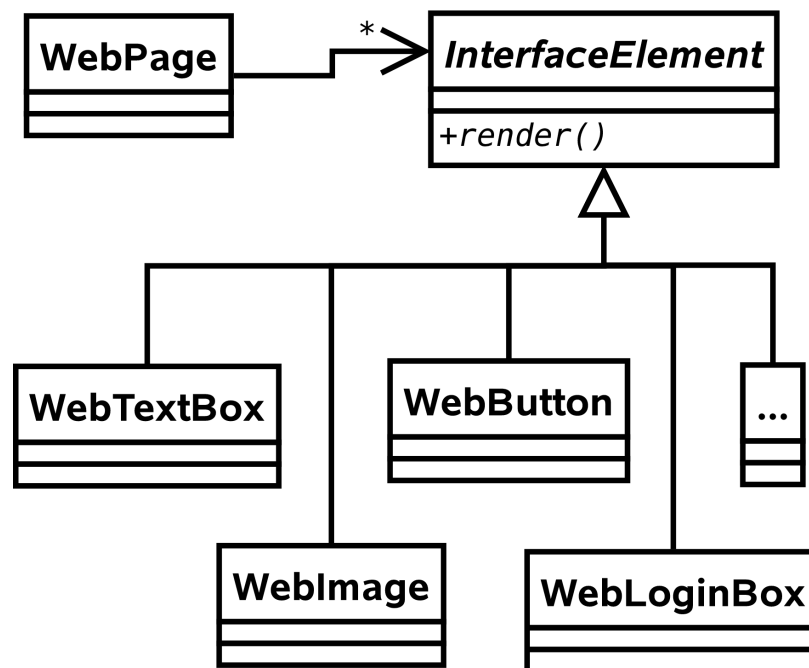 WebPage
*
InterfaceElement
+render()
WebTextBox
WebButton
...
WebImage
WebLoginBox